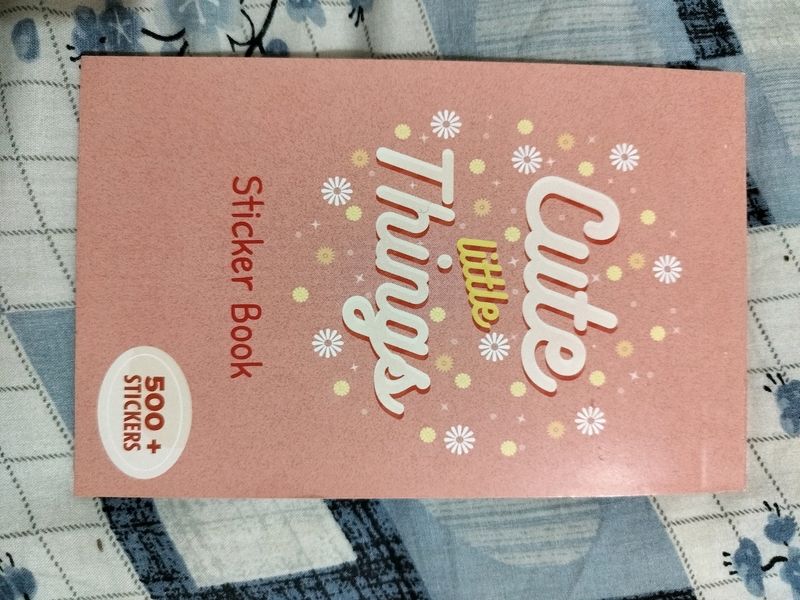 Cute
little
Things
Sticker Book
500 +
STICKERS